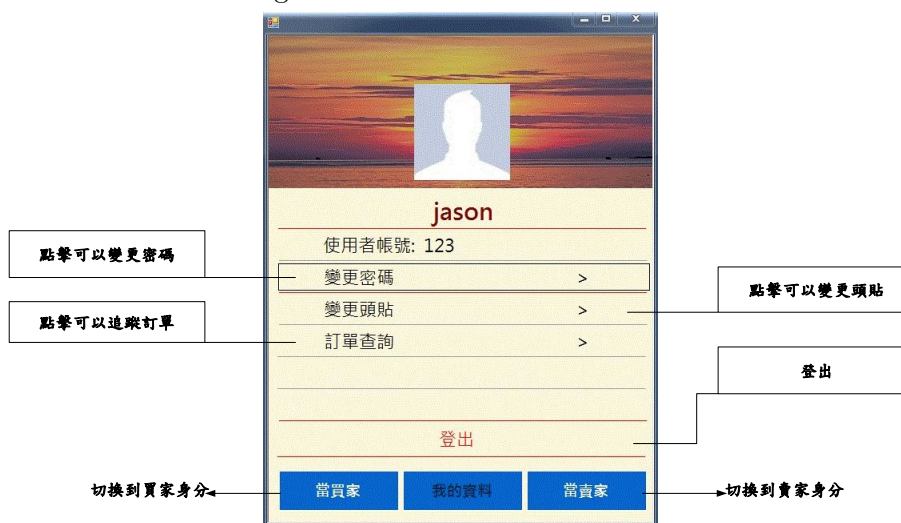 jason
使用者帳號: 123
點擊可以變更密碼
變更密碼 >
點擊可以變更頭貼
變更頭貼 >
點擊可以追蹤訂單
訂單查詢 >
登出
登出
切換到買家身分
當買家
我的資料
當賣家
切換到賣家身分